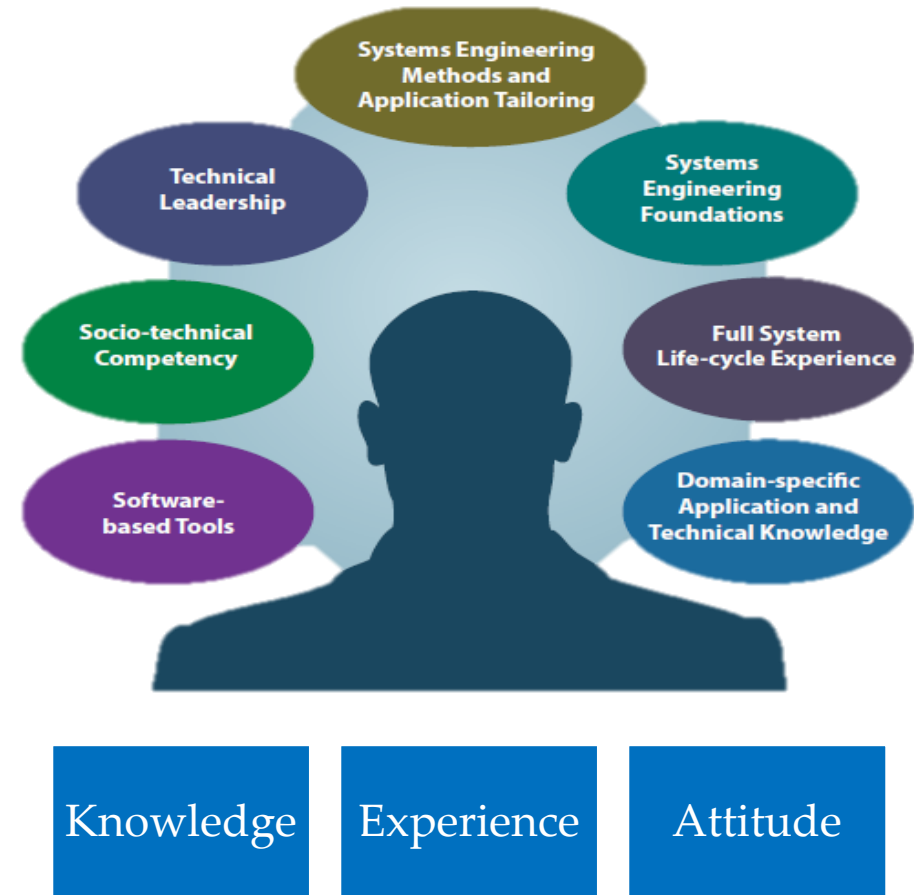 Systems Engineering
Methods and
Application Tailoring
Technical
Leadership
Systems
Engineering
Foundations
Socio-technical
Competency
Full System
Life-cycle Experience
Software-
based Tools
Domain-specific
Application and
Technical Knowledge
Knowledge
Experience
Attitude